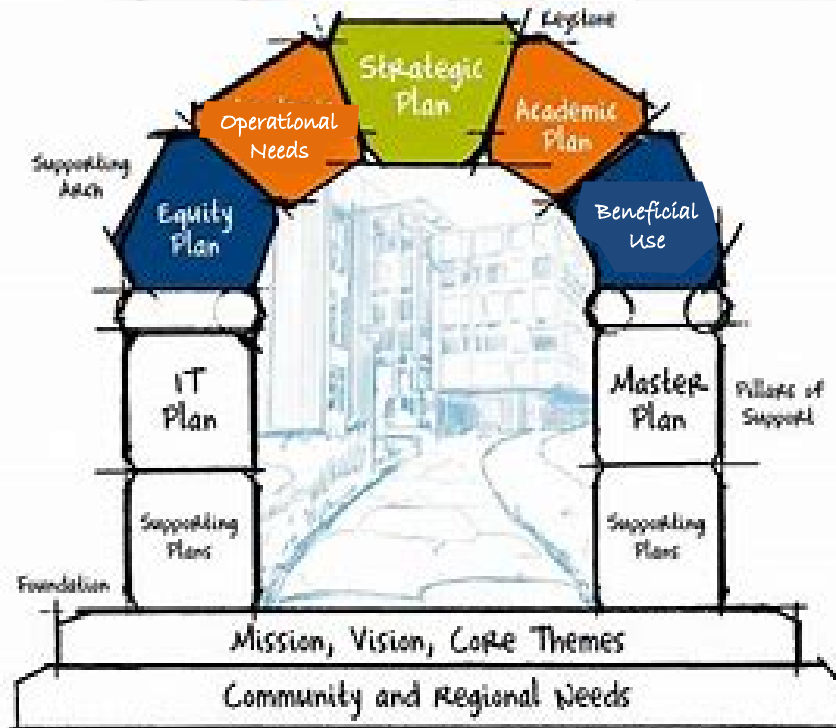 Keystone
Strategic
Plan
Operational
Needs
Academic
Plan
Supporting
Arch
Equity
Plan
Beneficial
Use
IT
Plan
Master
Plan
Pillars of
Support
Supporting
Plans
Supporting
Plans
Foundation
Mission, Vision, Core Themes
Community and Regional Needs